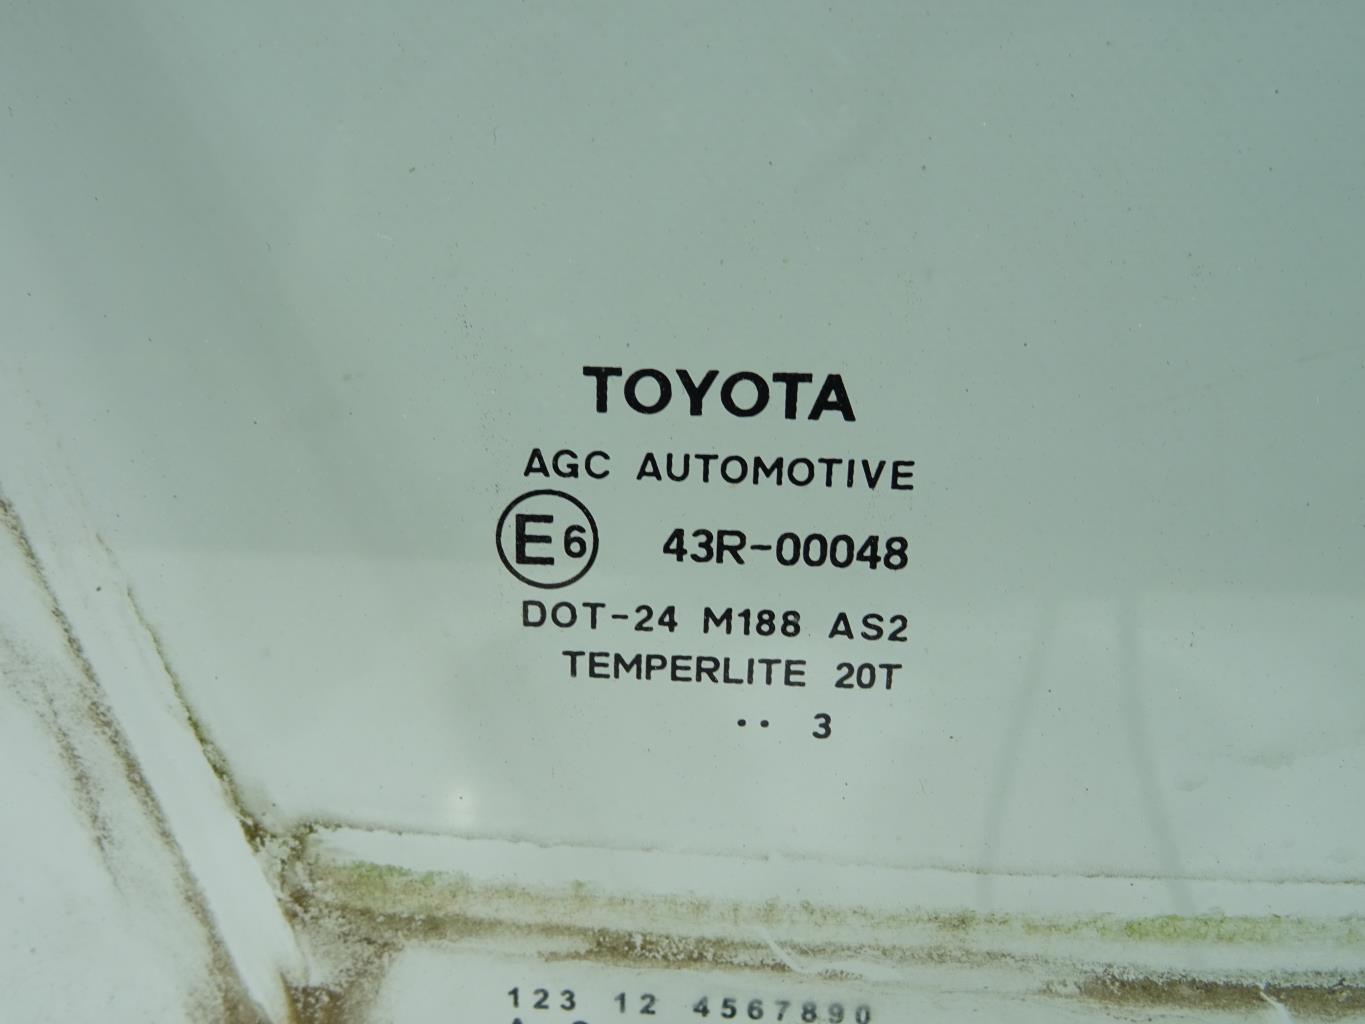 TOYOTA
AGC AUTOMOTIVE
E6 43R-00048
DOT-24 M188 AS2
TEMPERLITE 20T
.. 3
123 12 4567890